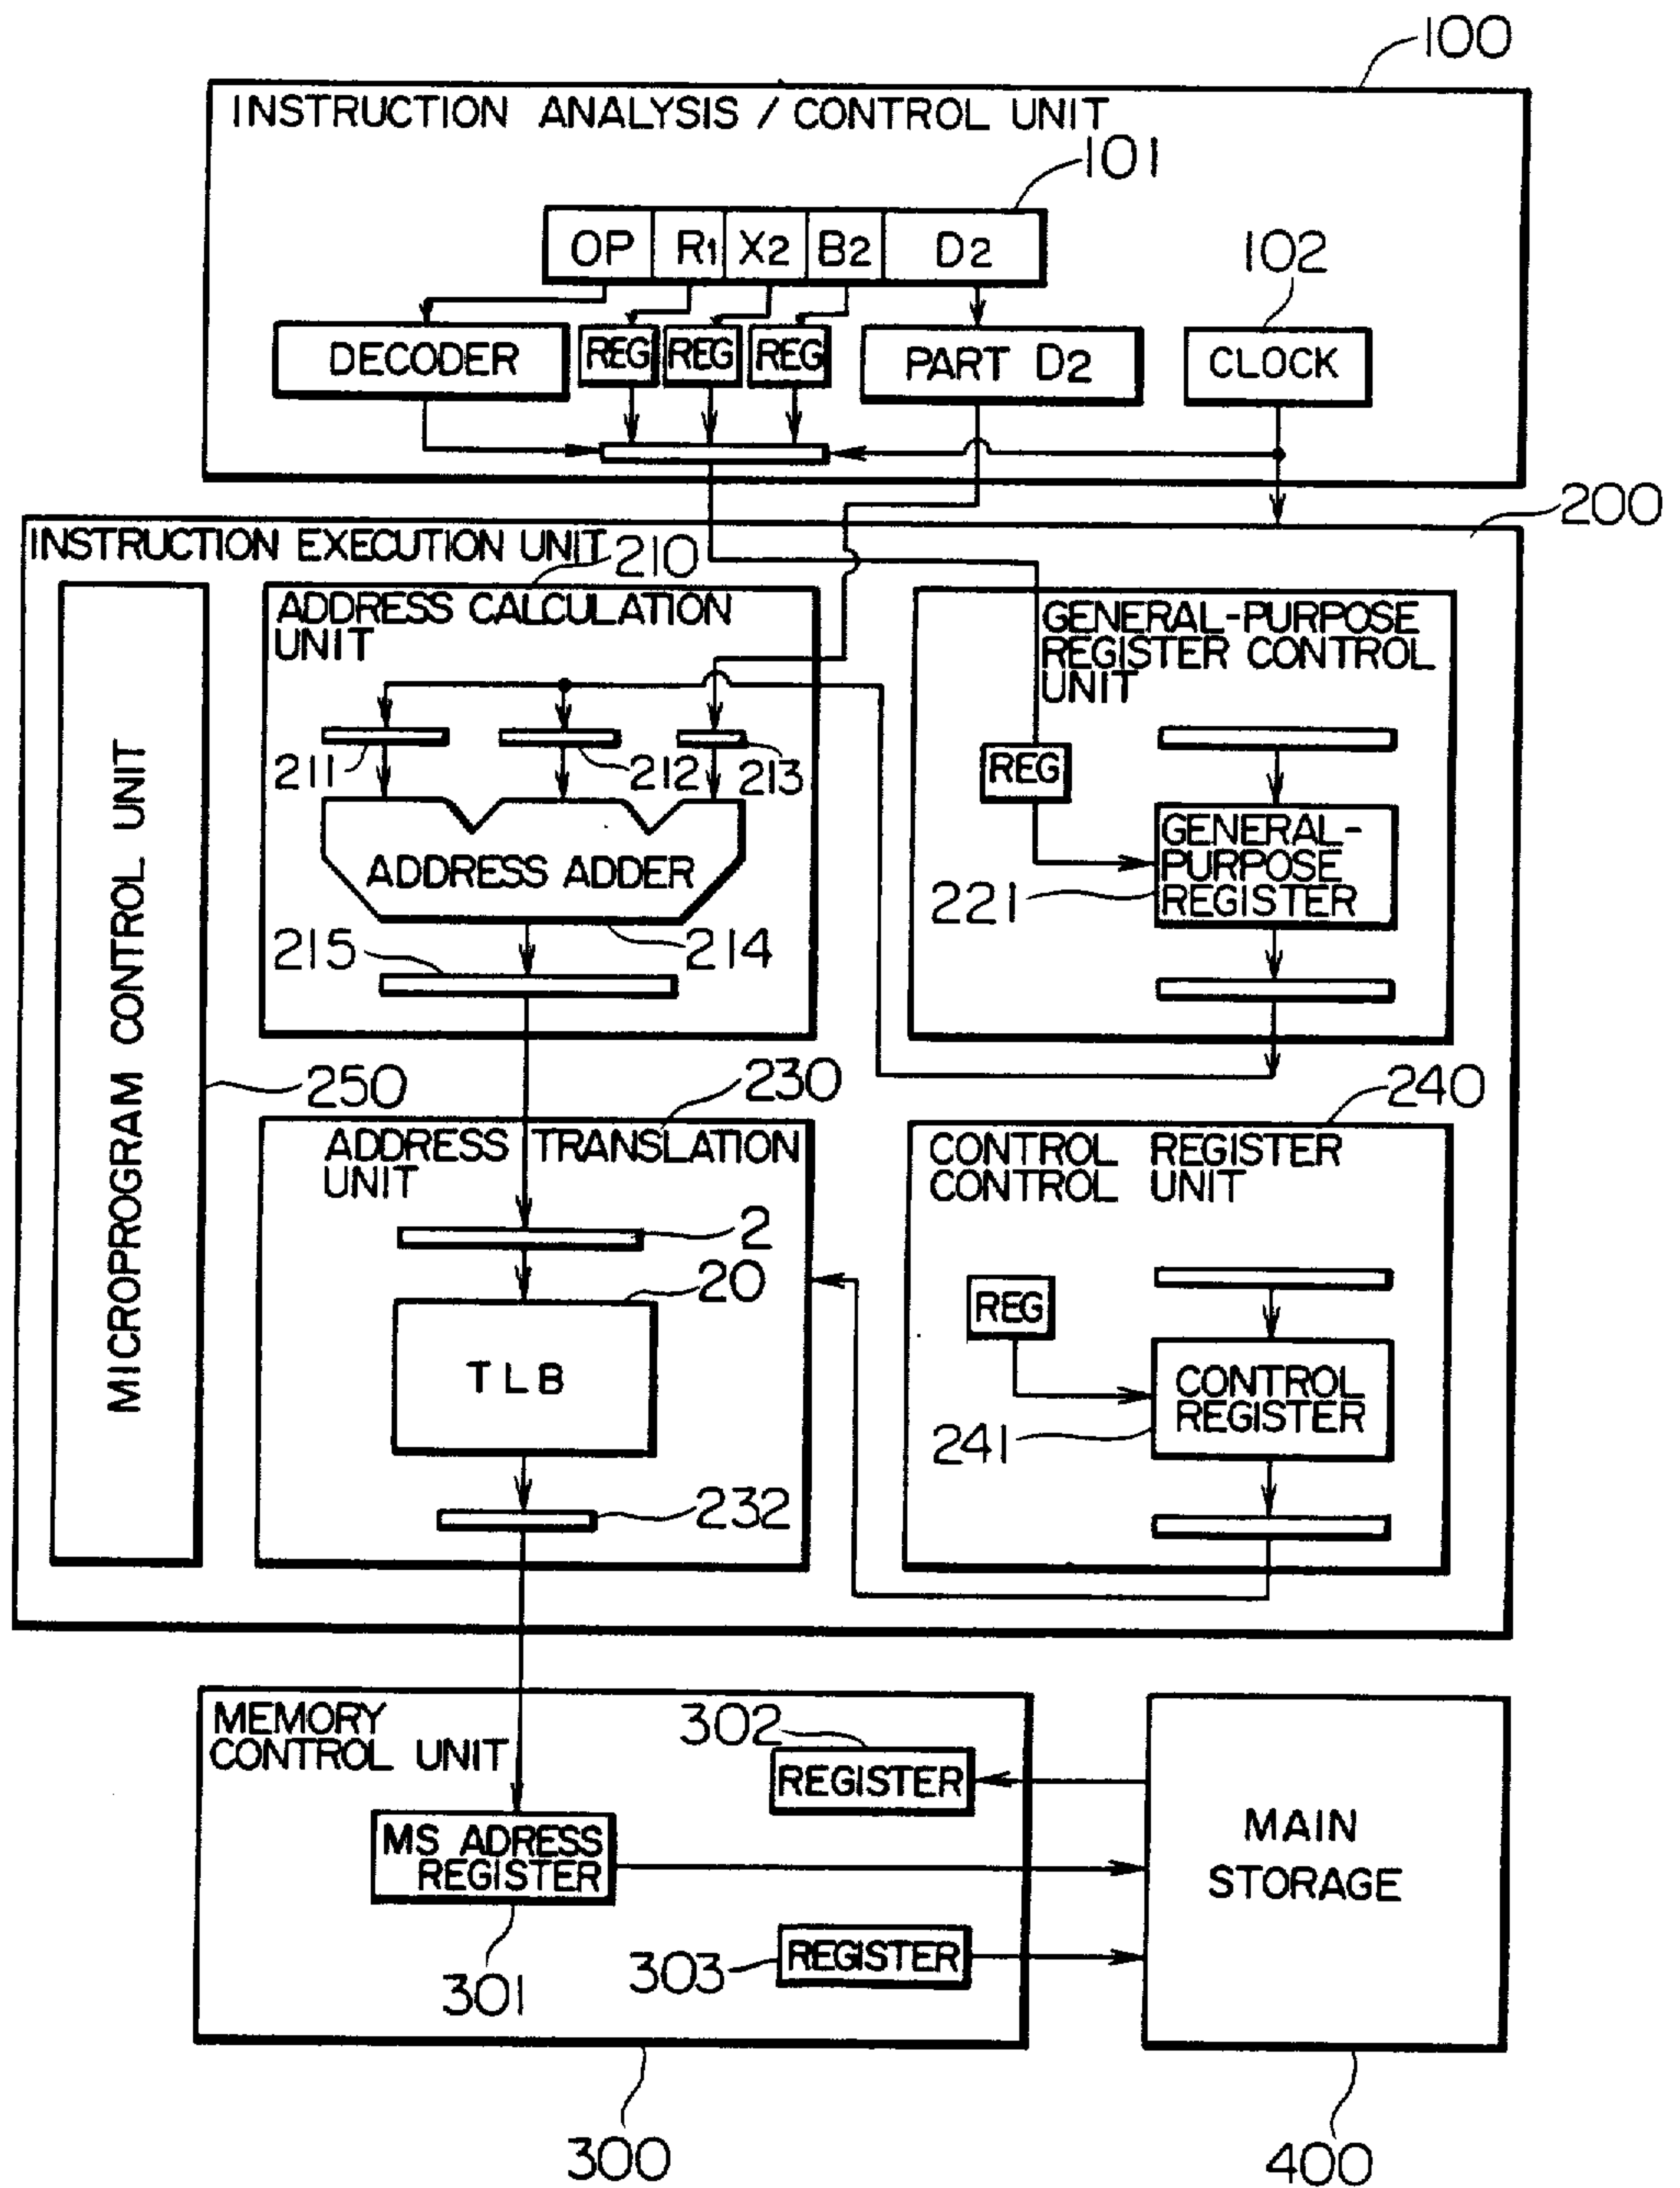 100
INSTRUCTION ANALYSIS / CONTROL UNIT
101
OP R1 X2 B2 D2
102
DECODER
REG
REG
REG
PART D2
CLOCK
200
INSTRUCTION EXECUTION UNIT
210
ADDRESS CALCULATION
UNIT
GENERAL-PURPOSE
REGISTER CONTROL
UNIT
211
212
213
REG
ADDRESS ADDER
GENERAL-
PURPOSE
REGISTER
221
215
214
MICROPROGRAM CONTROL UNIT
250
230
240
ADDRESS TRANSLATION
UNIT
CONTROL REGISTER
CONTROL UNIT
2
20
REG
TLB
CONTROL
REGISTER
241
232
MEMORY
CONTROL UNIT
302
REGISTER
MS ADRESS
REGISTER
MAIN
STORAGE
301
303
REGISTER
300
400